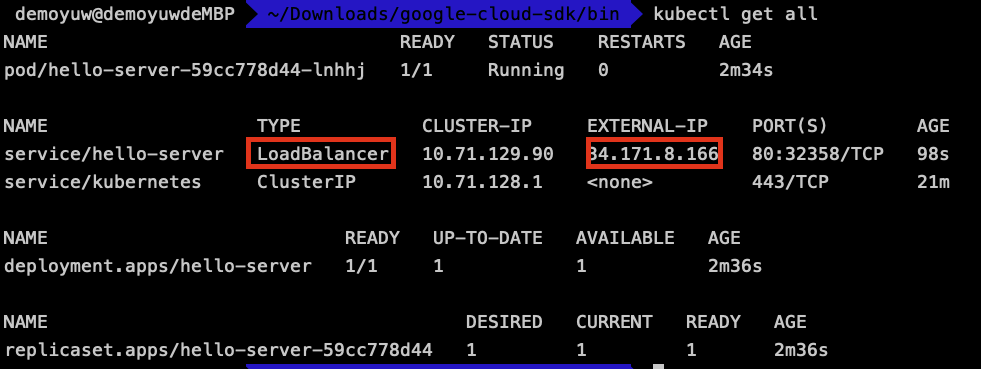 demoyuw@demoyuwdeMBP ~/Downloads/google-cloud-sdk/bin kubectl get all
NAME READY STATUS RESTARTS AGE
pod/hello-server-59cc778d44-lnhhj 1/1 Running 0 2m34s
NAME TYPE CLUSTER-IP EXTERNAL-IP PORT(S) AGE
service/hello-server LoadBalancer 10.71.129.90 34.171.8.166 80:32358/TCP 98s
service/kubernetes ClusterIP 10.71.128.1 <none> 443/TCP 21m
NAME READY UP-TO-DATE AVAILABLE AGE
deployment.apps/hello-server 1/1 1 1 2m36s
NAME DESIRED CURRENT READY AGE
replicaset.apps/hello-server-59cc778d44 1 1 1 2m36s